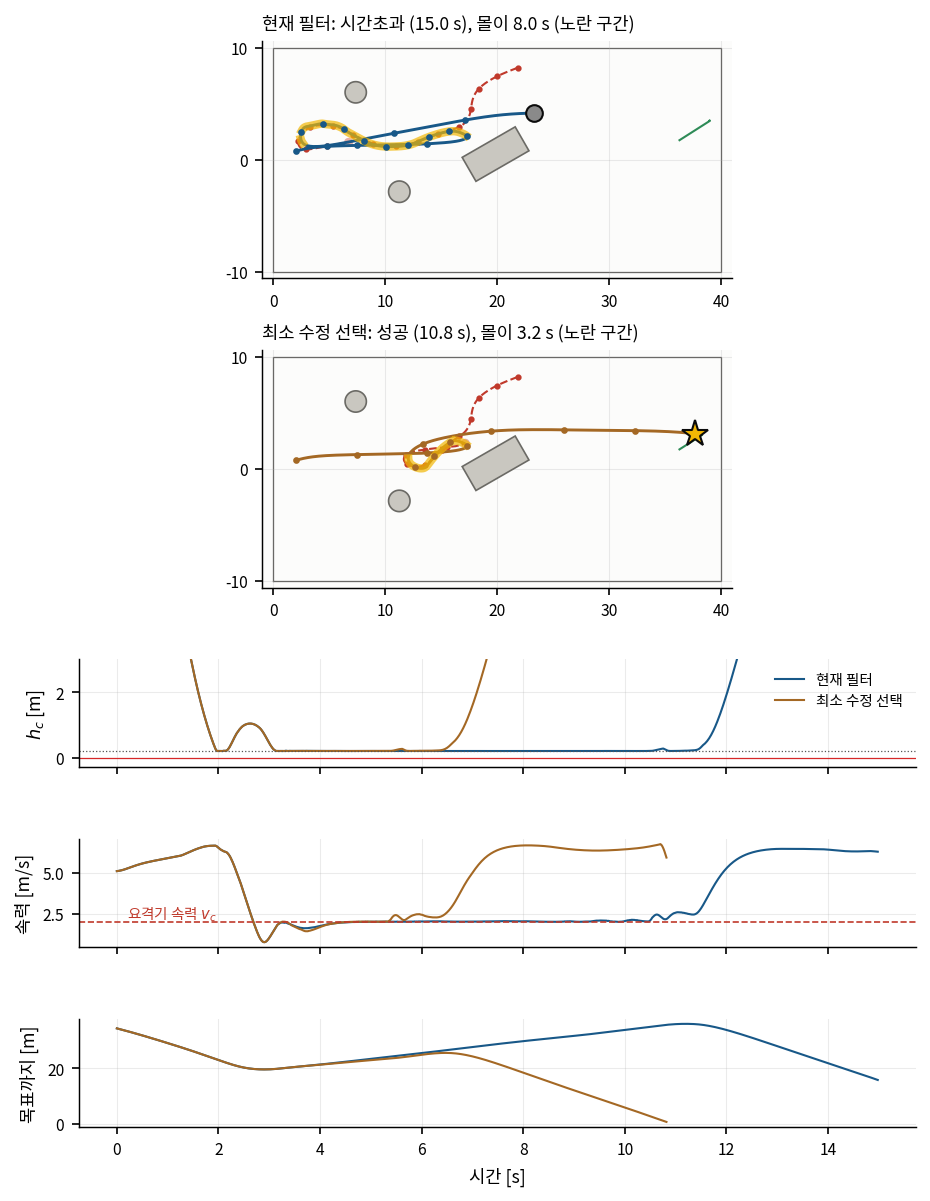 현재 필터: 시간초과 (15.0 s), 몰이 8.0 s (노란 구간)
10
0
-10
0 10 20 30 40
최소 수정 선택: 성공 (10.8 s), 몰이 3.2 s (노란 구간)
10
0
-10
0 10 20 30 40
h_c [m]
2
0
현재 필터
최소 수정 선택
속력 [m/s]
5.0
2.5
요격기 속력 v_c
목표까지 [m]
20
0
0 2 4 6 8 10 12 14
시간 [s]